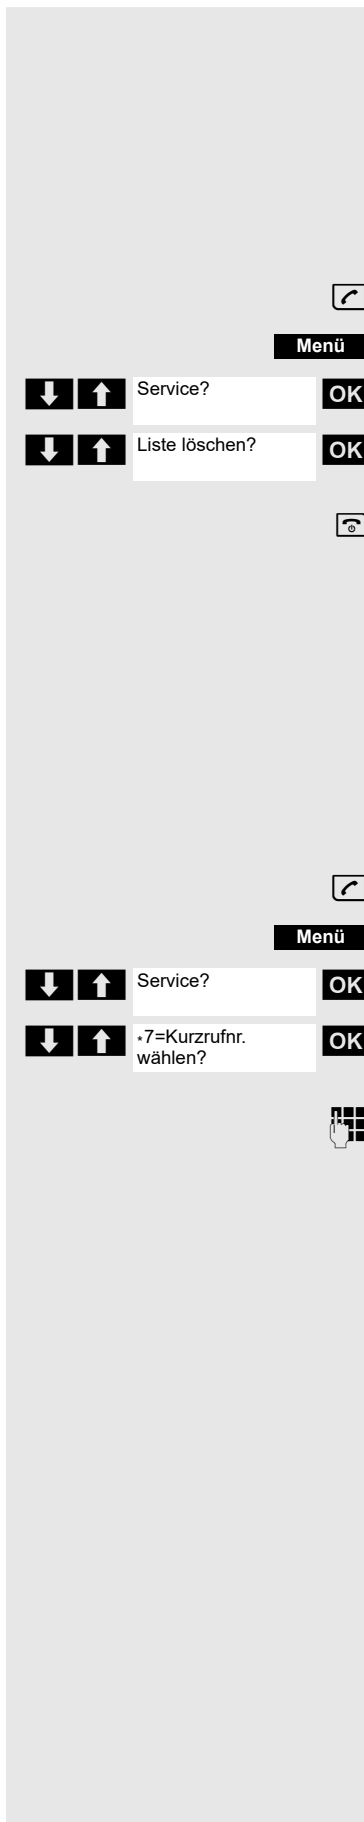 Menü
Service? OK
Liste löschen? OK
Menü
Service? OK
*7=Kurzrufnr. OK
wählen?